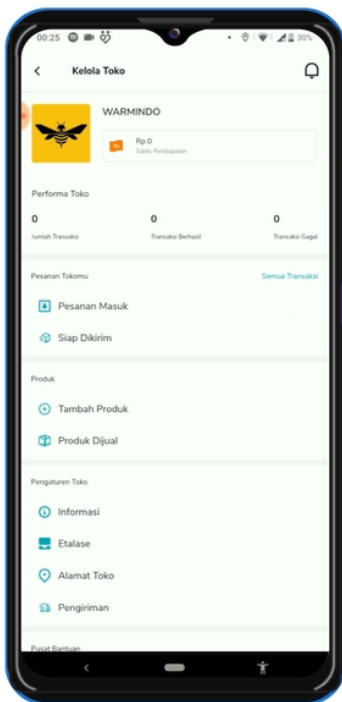 00:25 30%
Kelola Toko
WARMINDO
Rp 0
Saldo Pendapatan
Performa Toko
0 0 0
Jumlah Transaksi Transaksi Berhasil Transaksi Gagal
Pesanan Tokomu Semua Transaksi
Pesanan Masuk
Siap Dikirim
Produk
Tambah Produk
Produk Dijual
Pengaturen Toko
Informasi
Etalase
Alamat Toko
Pengiriman
Pusat Bantuan